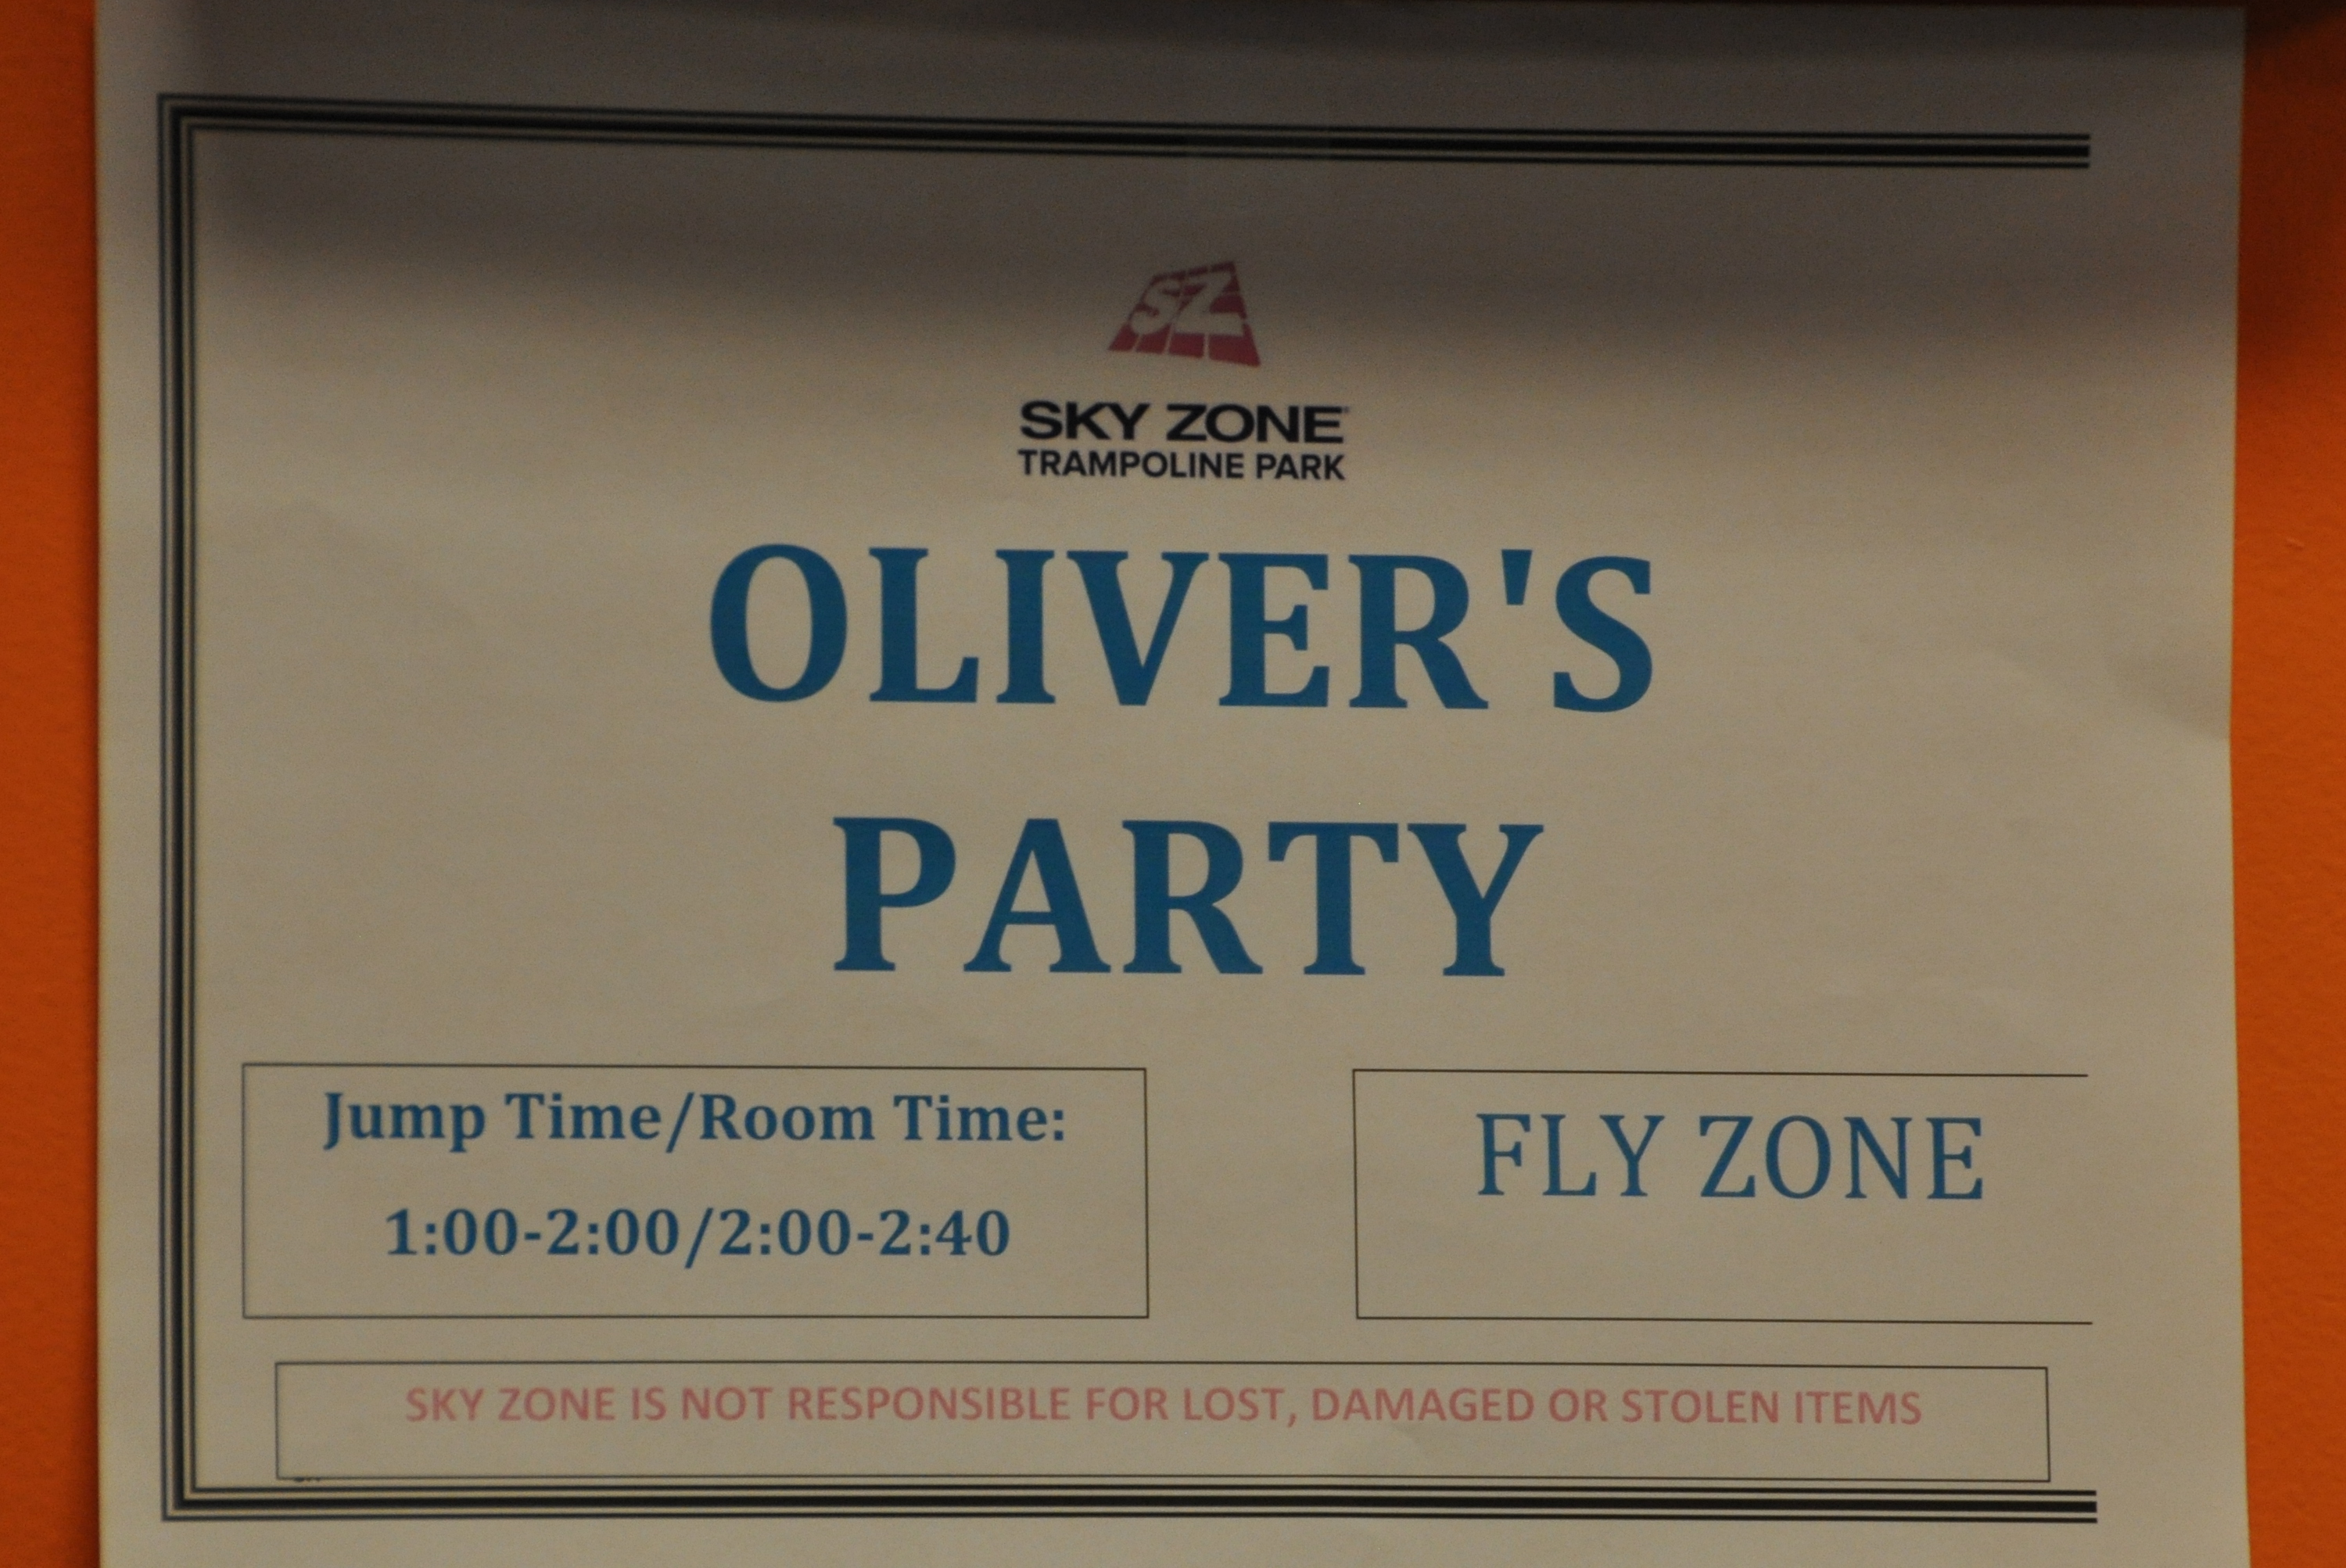 SZ
SKY ZONE
TRAMPOLINE PARK
OLIVER'S
PARTY
Jump Time/Room Time:
1:00-2:00/2:00-2:40
FLY ZONE
SKY ZONE IS NOT RESPONSIBLE FOR LOST, DAMAGED OR STOLEN ITEMS